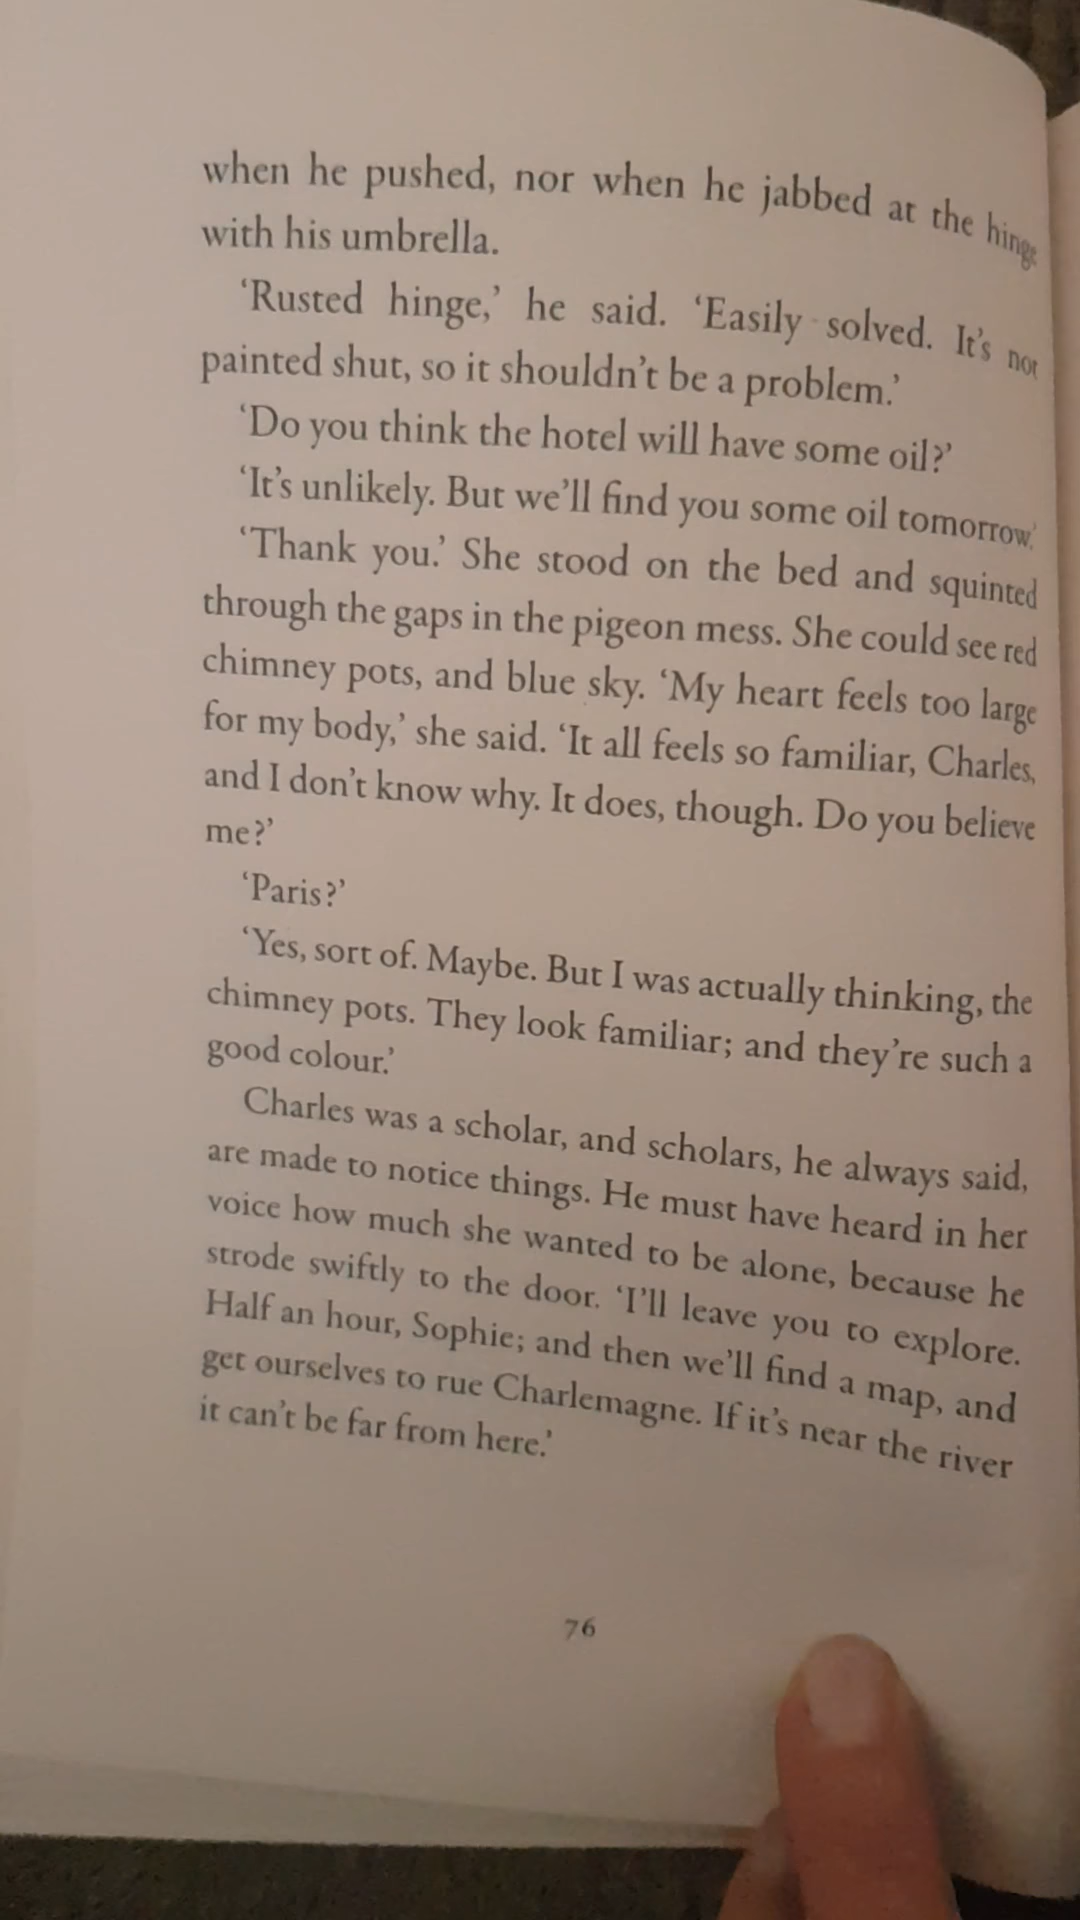 when he pushed, nor when he jabbed at the hinge
with his umbrella.
‘Rusted hinge,’ he said. ‘Easily solved. It’s not
painted shut, so it shouldn’t be a problem.’
‘Do you think the hotel will have some oil?’
‘It’s unlikely. But we’ll find you some oil tomorrow.’
‘Thank you.’ She stood on the bed and squinted
through the gaps in the pigeon mess. She could see red
chimney pots, and blue sky. ‘My heart feels too large
for my body,’ she said. ‘It all feels so familiar, Charles,
and I don’t know why. It does, though. Do you believe
me?’
‘Paris?’
‘Yes, sort of. Maybe. But I was actually thinking, the
chimney pots. They look familiar; and they’re such a
good colour.’
Charles was a scholar, and scholars, he always said,
are made to notice things. He must have heard in her
voice how much she wanted to be alone, because he
strode swiftly to the door. ‘I’ll leave you to explore.
Half an hour, Sophie; and then we’ll find a map, and
get ourselves to rue Charlemagne. If it’s near the river
it can’t be far from here.’
76